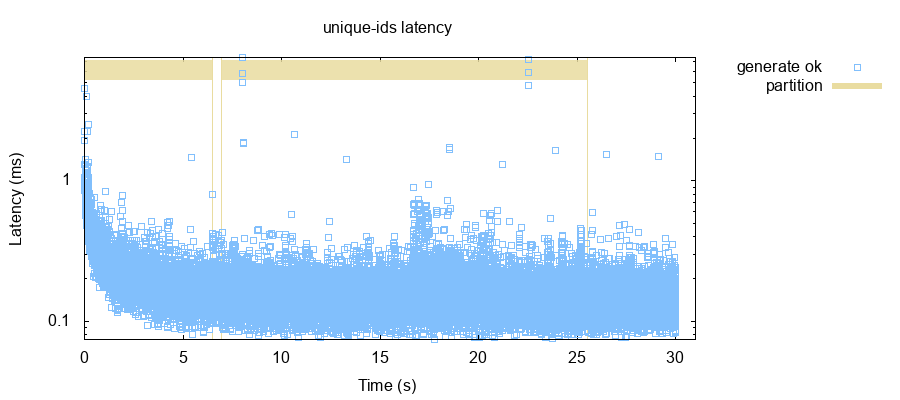 unique-ids latency
generate ok
partition
Latency (ms)
1
0.1
0 5 10 15 20 25 30
Time (s)